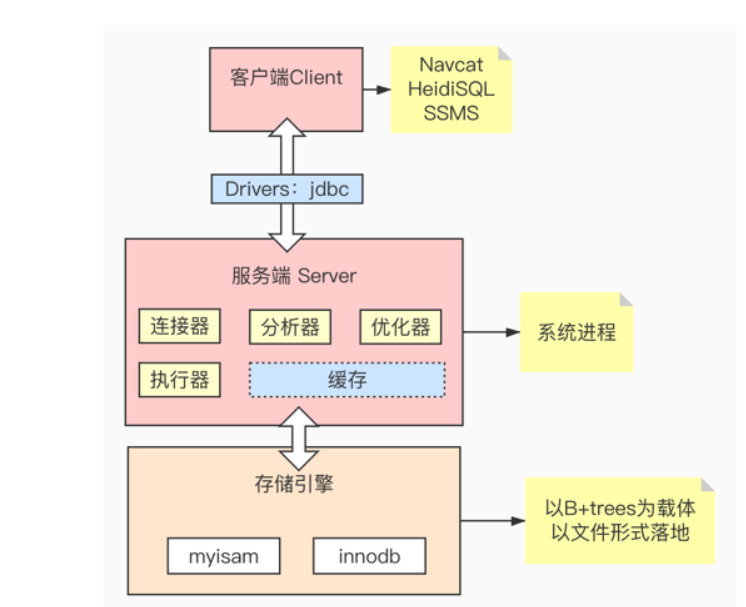 客户端Client
Navcat
HeidiSQL
SSMS
Drivers：jdbc
服务端 Server
连接器
分析器
优化器
系统进程
执行器
缓存
存储引擎
以B+trees为载体
以文件形式落地
myisam
innodb